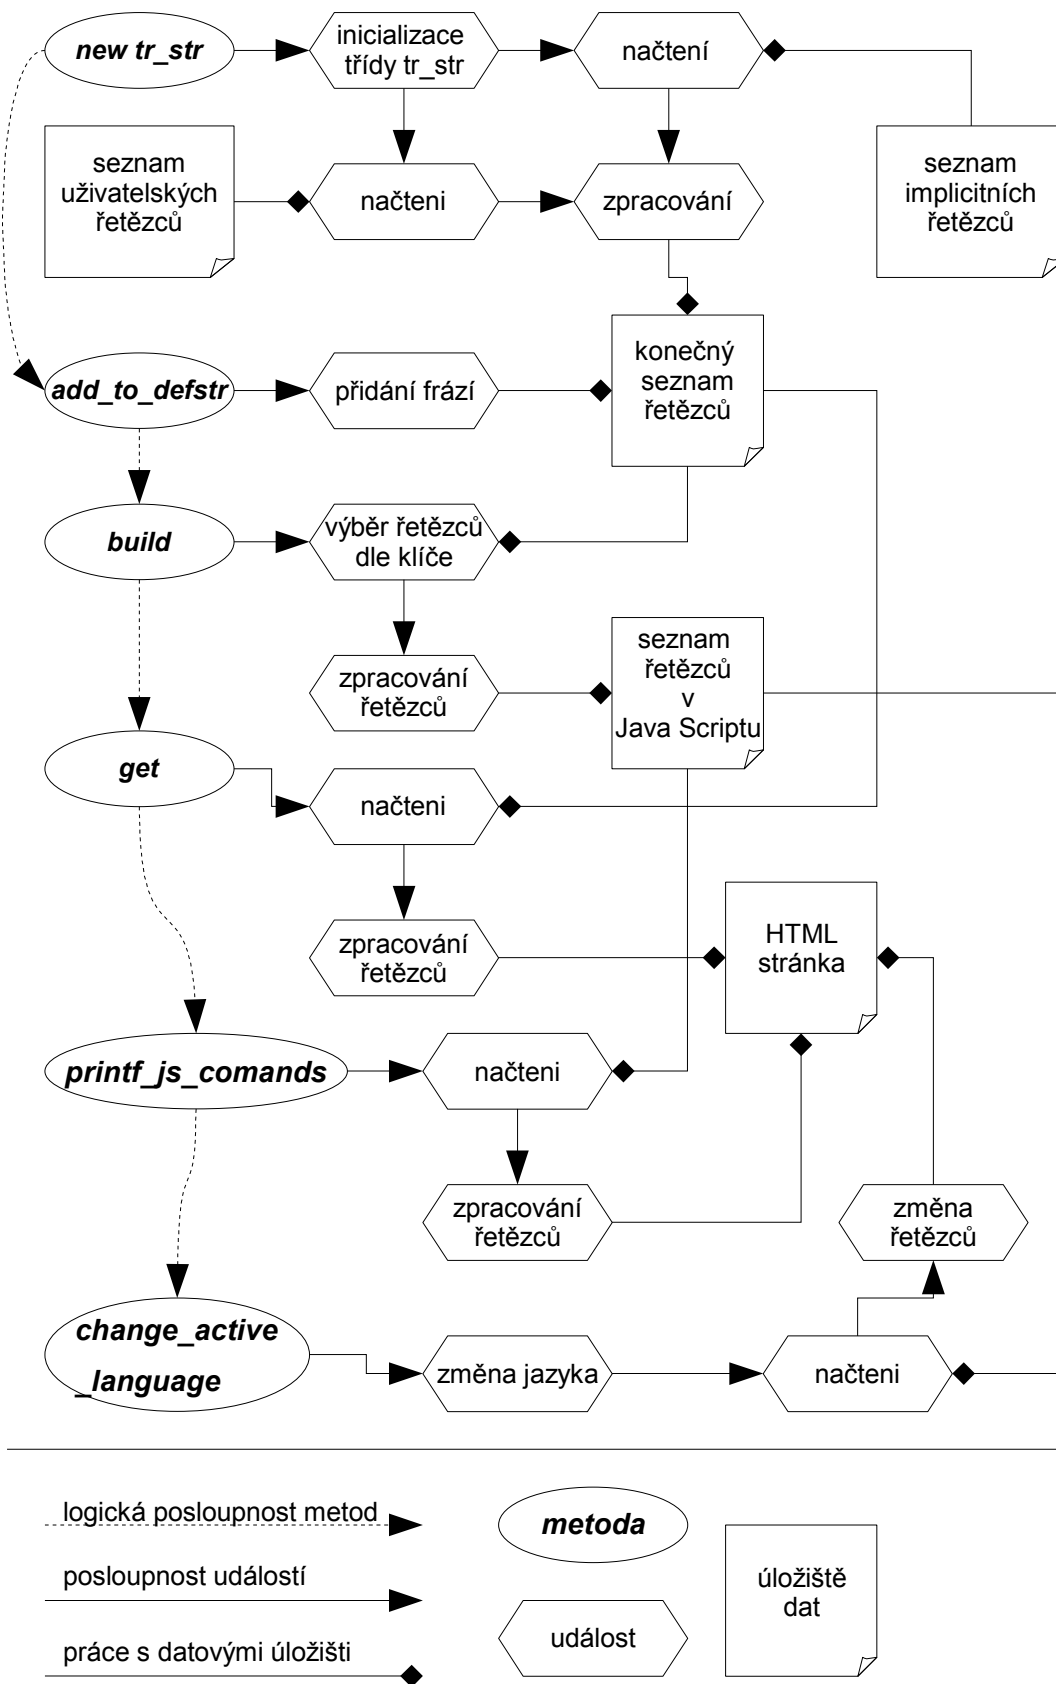 new tr_str
inicializace
třídy tr_str
načtení
seznam
uživatelských
řetězců
načteni
zpracování
seznam
implicitních
řetězců
add_to_defstr
přidání frází
konečný
seznam
řetězců
build
výběr řetězců
dle klíče
zpracování
řetězců
seznam
řetězců
v
Java Scriptu
get
načteni
zpracování
řetězců
HTML
stránka
printf_js_comands
načteni
zpracování
řetězců
změna
řetězců
change_active
_language
změna jazyka
načteni
logická posloupnost metod
metoda
posloupnost událostí
událost
úložiště
dat
práce s datovými úložišti